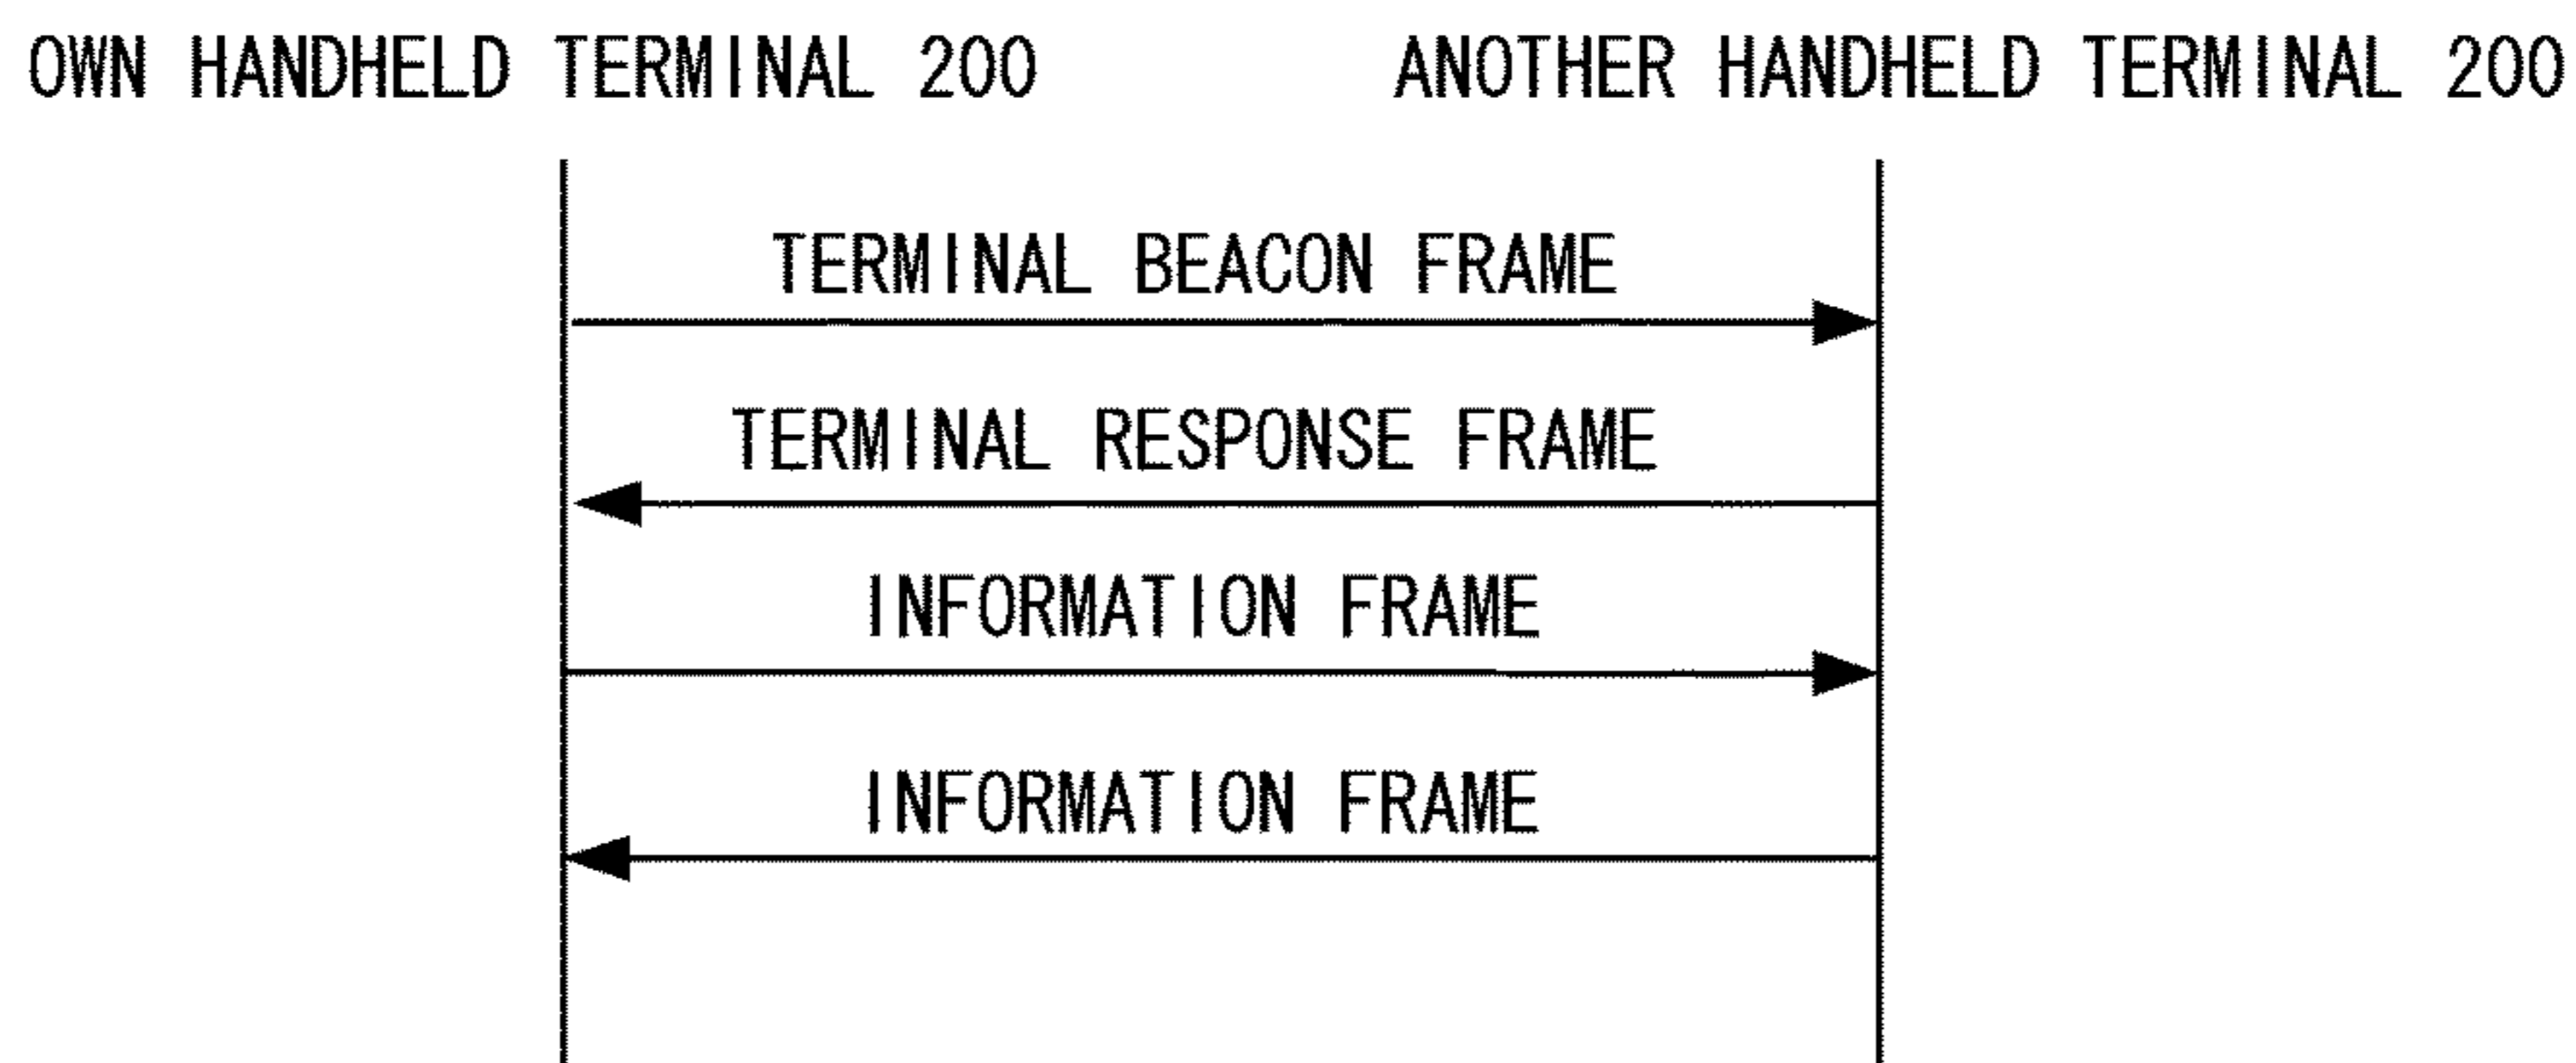 OWN HANDHELD TERMINAL 200 ANOTHER HANDHELD TERMINAL 200
TERMINAL BEACON FRAME
TERMINAL RESPONSE FRAME
INFORMATION FRAME
INFORMATION FRAME